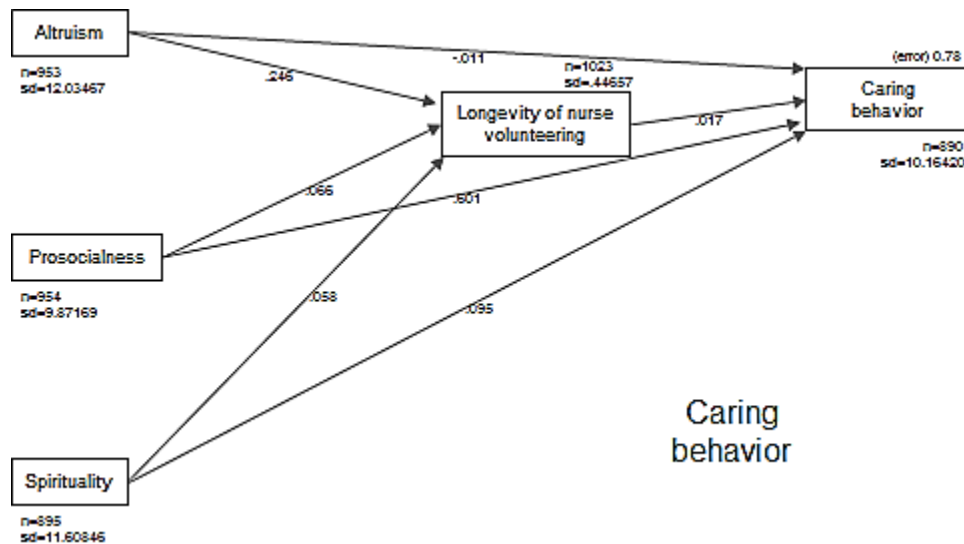 Altruism
n=953
sd=12.03467
-.011
(error) 0.78
.246
n=1023
sd=.44657
Caring
behavior
Longevity of nurse
volunteering
.017
n=890
sd=10.16420
.066
.601
Prosocialness
n=954
sd=9.87169
.058
.095
Caring
behavior
Spirituality
n=895
sd=11.60846